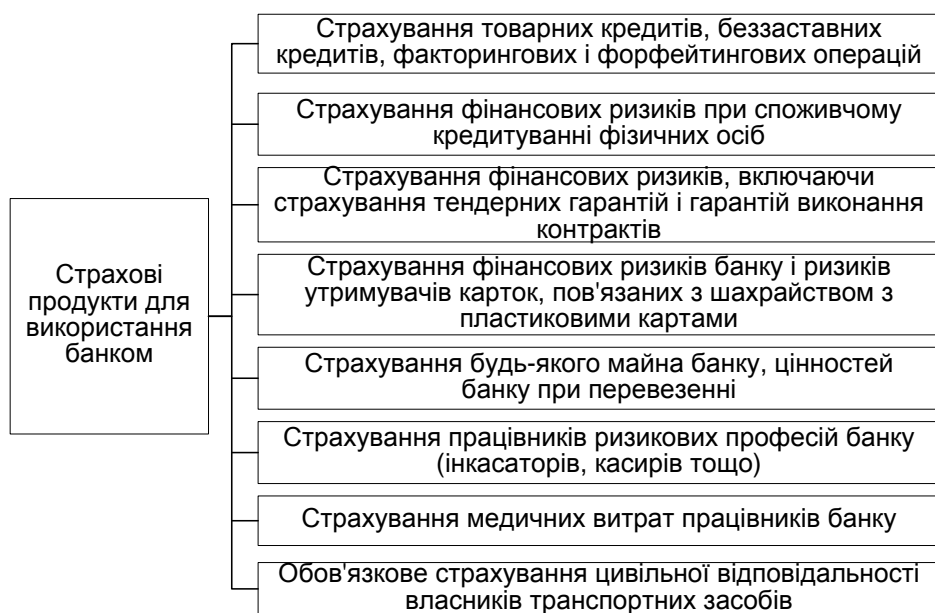 Страхові
продукти для
використання
банком
Страхування товарних кредитів, беззаставних
кредитів, факторингових і форфейтингових операцій
Страхування фінансових ризиків при споживчому
кредитуванні фізичних осіб
Страхування фінансових ризиків, включаючи
страхування тендерних гарантій і гарантій виконання
контрактів
Страхування фінансових ризиків банку і ризиків
утримувачів карток, пов'язаних з шахрайством з
пластиковими картами
Страхування будь-якого майна банку, цінностей
банку при перевезенні
Страхування працівників ризикових професій банку
(інкасаторів, касирів тощо)
Страхування медичних витрат працівників банку
Обов'язкове страхування цивільної відповідальності
власників транспортних засобів